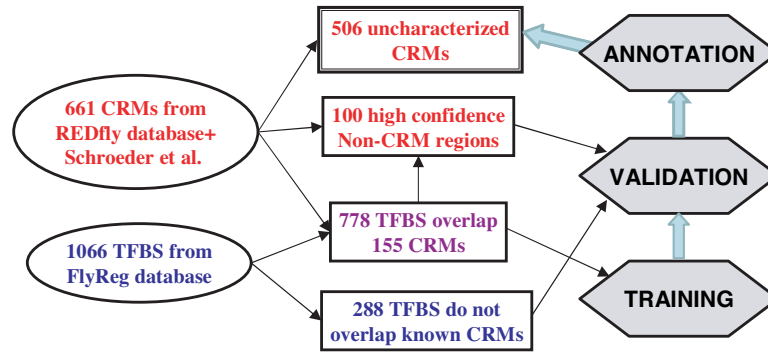 506 uncharacterized
CRMs
ANNOTATION
661 CRMs from
REDfly database+
Schroeder et al.
100 high confidence
Non-CRM regions
VALIDATION
778 TFBS overlap
155 CRMs
1066 TFBS from
FlyReg database
288 TFBS do not
overlap known CRMs
TRAINING